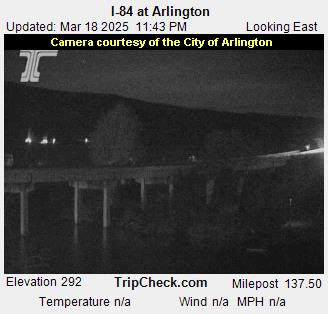 I-84 at Arlington
Updated: Mar 18 2025 11:43 PM Looking East
Camera courtesy of the City of Arlington
Elevation 292 TripCheck.com Milepost 137.50
Temperature n/a Wind n/a MPH n/a